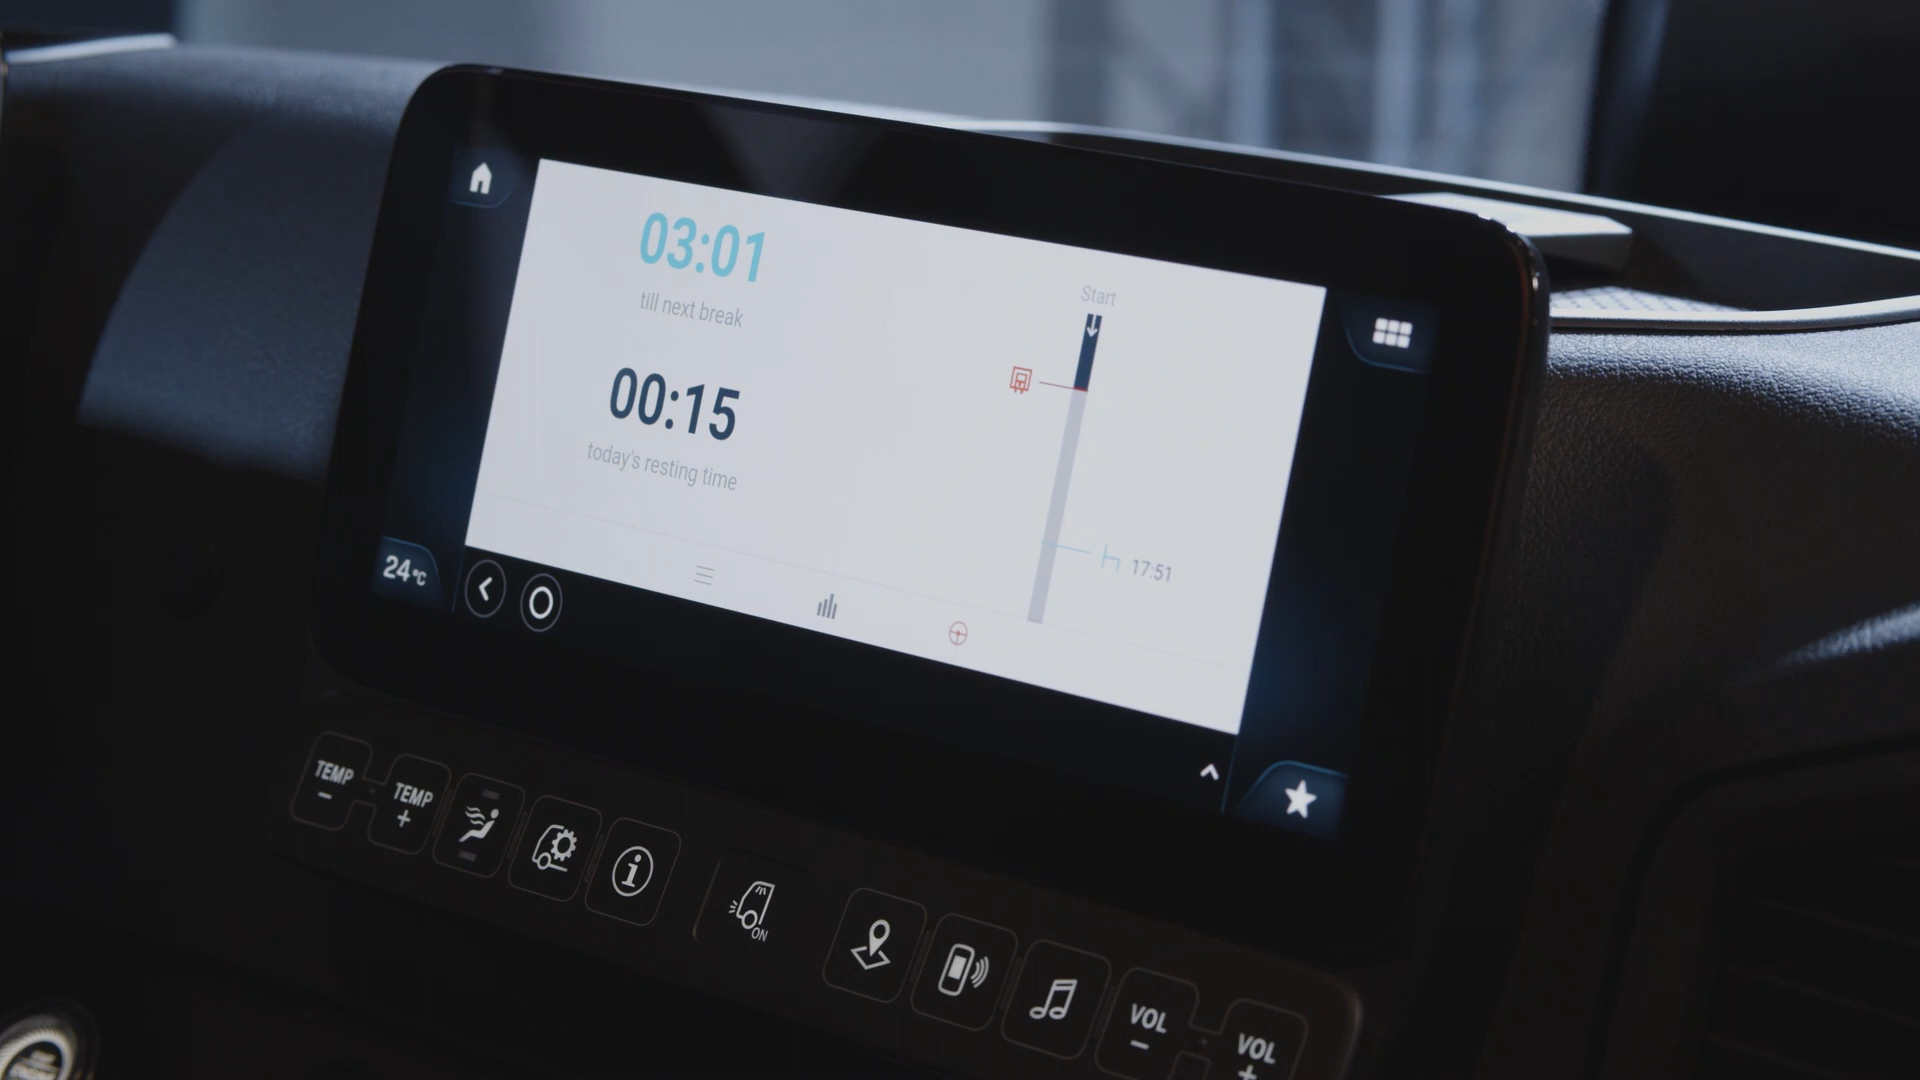 03:01
till next break
00:15
today's resting time
Start
17:51
24°C
TEMP
−
TEMP
+
ON
VOL
−
VOL
+